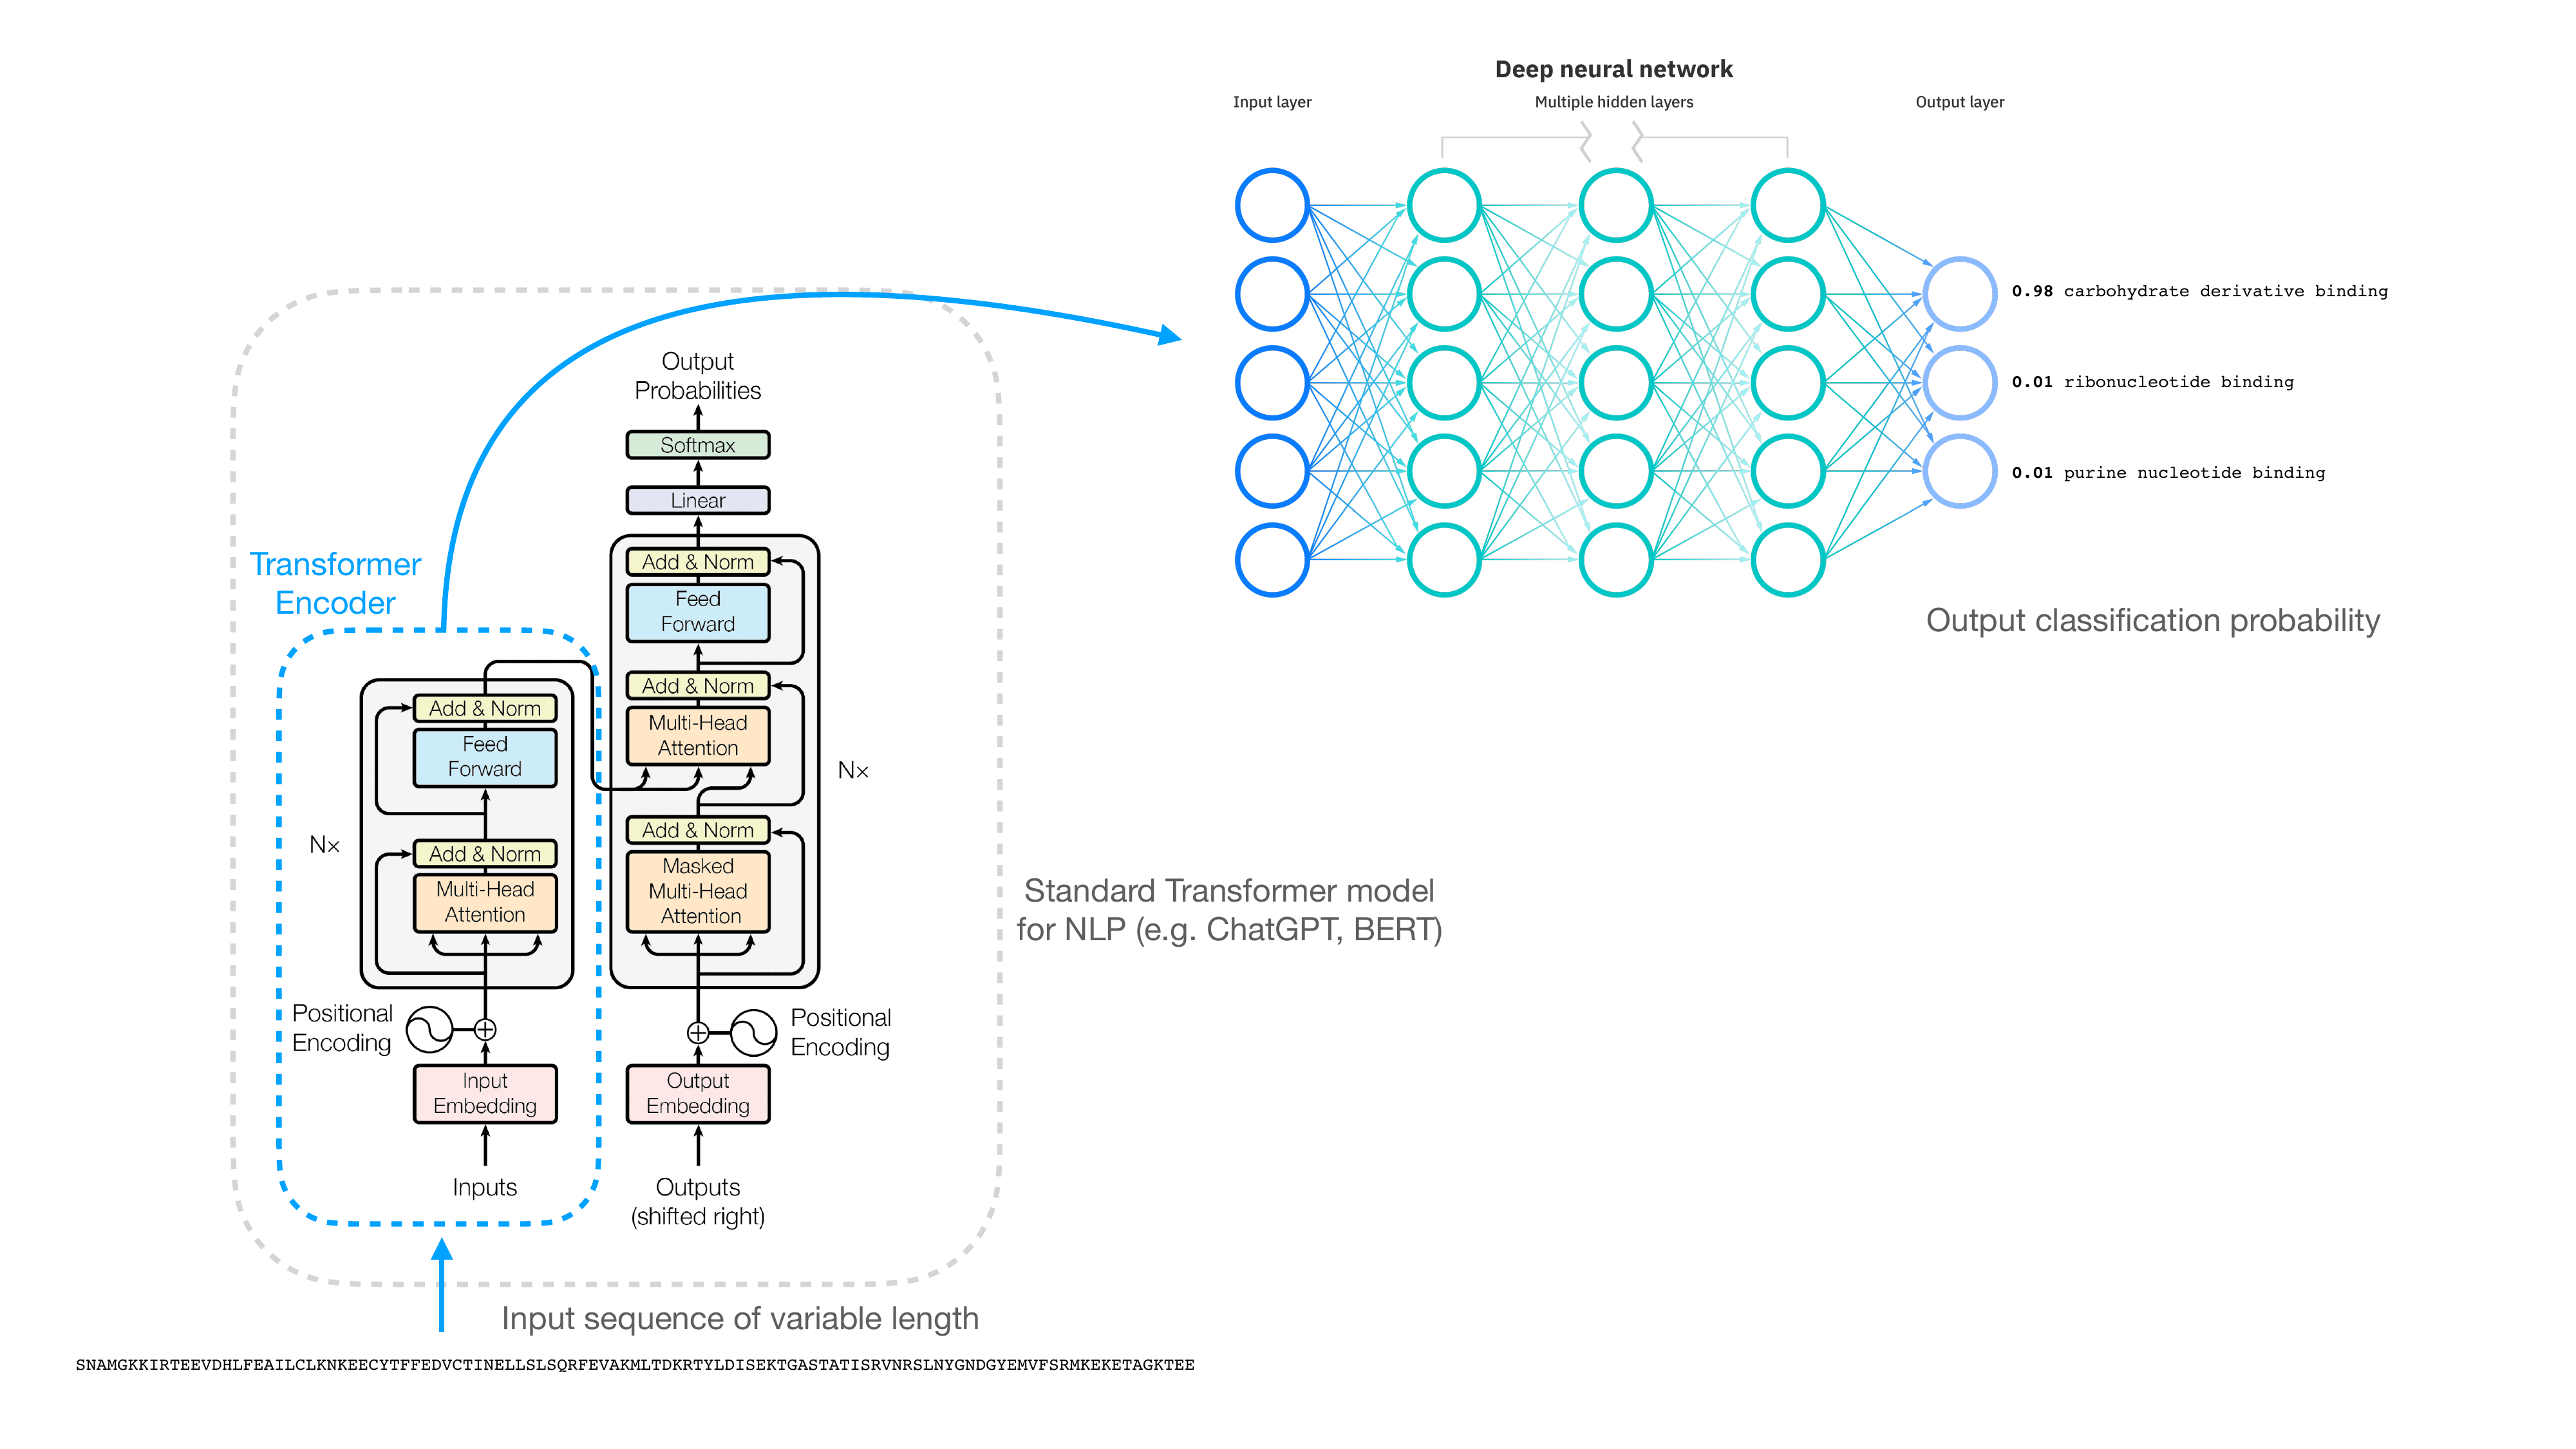 Deep neural network
Input layer
Multiple hidden layers
Output layer
0.98 carbohydrate derivative binding
0.01 ribonucleotide binding
0.01 purine nucleotide binding
Output classification probability
Transformer
Encoder
Output
Probabilities
Softmax
Linear
Add & Norm
Feed
Forward
Add & Norm
Multi-Head
Attention
Nx
Add & Norm
Masked
Multi-Head
Attention
Positional
Encoding
Output
Embedding
Outputs
(shifted right)
Add & Norm
Feed
Forward
Nx
Add & Norm
Multi-Head
Attention
Positional
Encoding
Input
Embedding
Inputs
Standard Transformer model
for NLP (e.g. ChatGPT, BERT)
Input sequence of variable length
SNAMGKKIRTEEVDHLFEAILCLKNKEECYTFFEDVCTINELLSLSQRFEVAKMLTDKRTYLDISEKTGASTATISRVNRSLNYGNDGYEMVFSRMKEKETAGKTEE